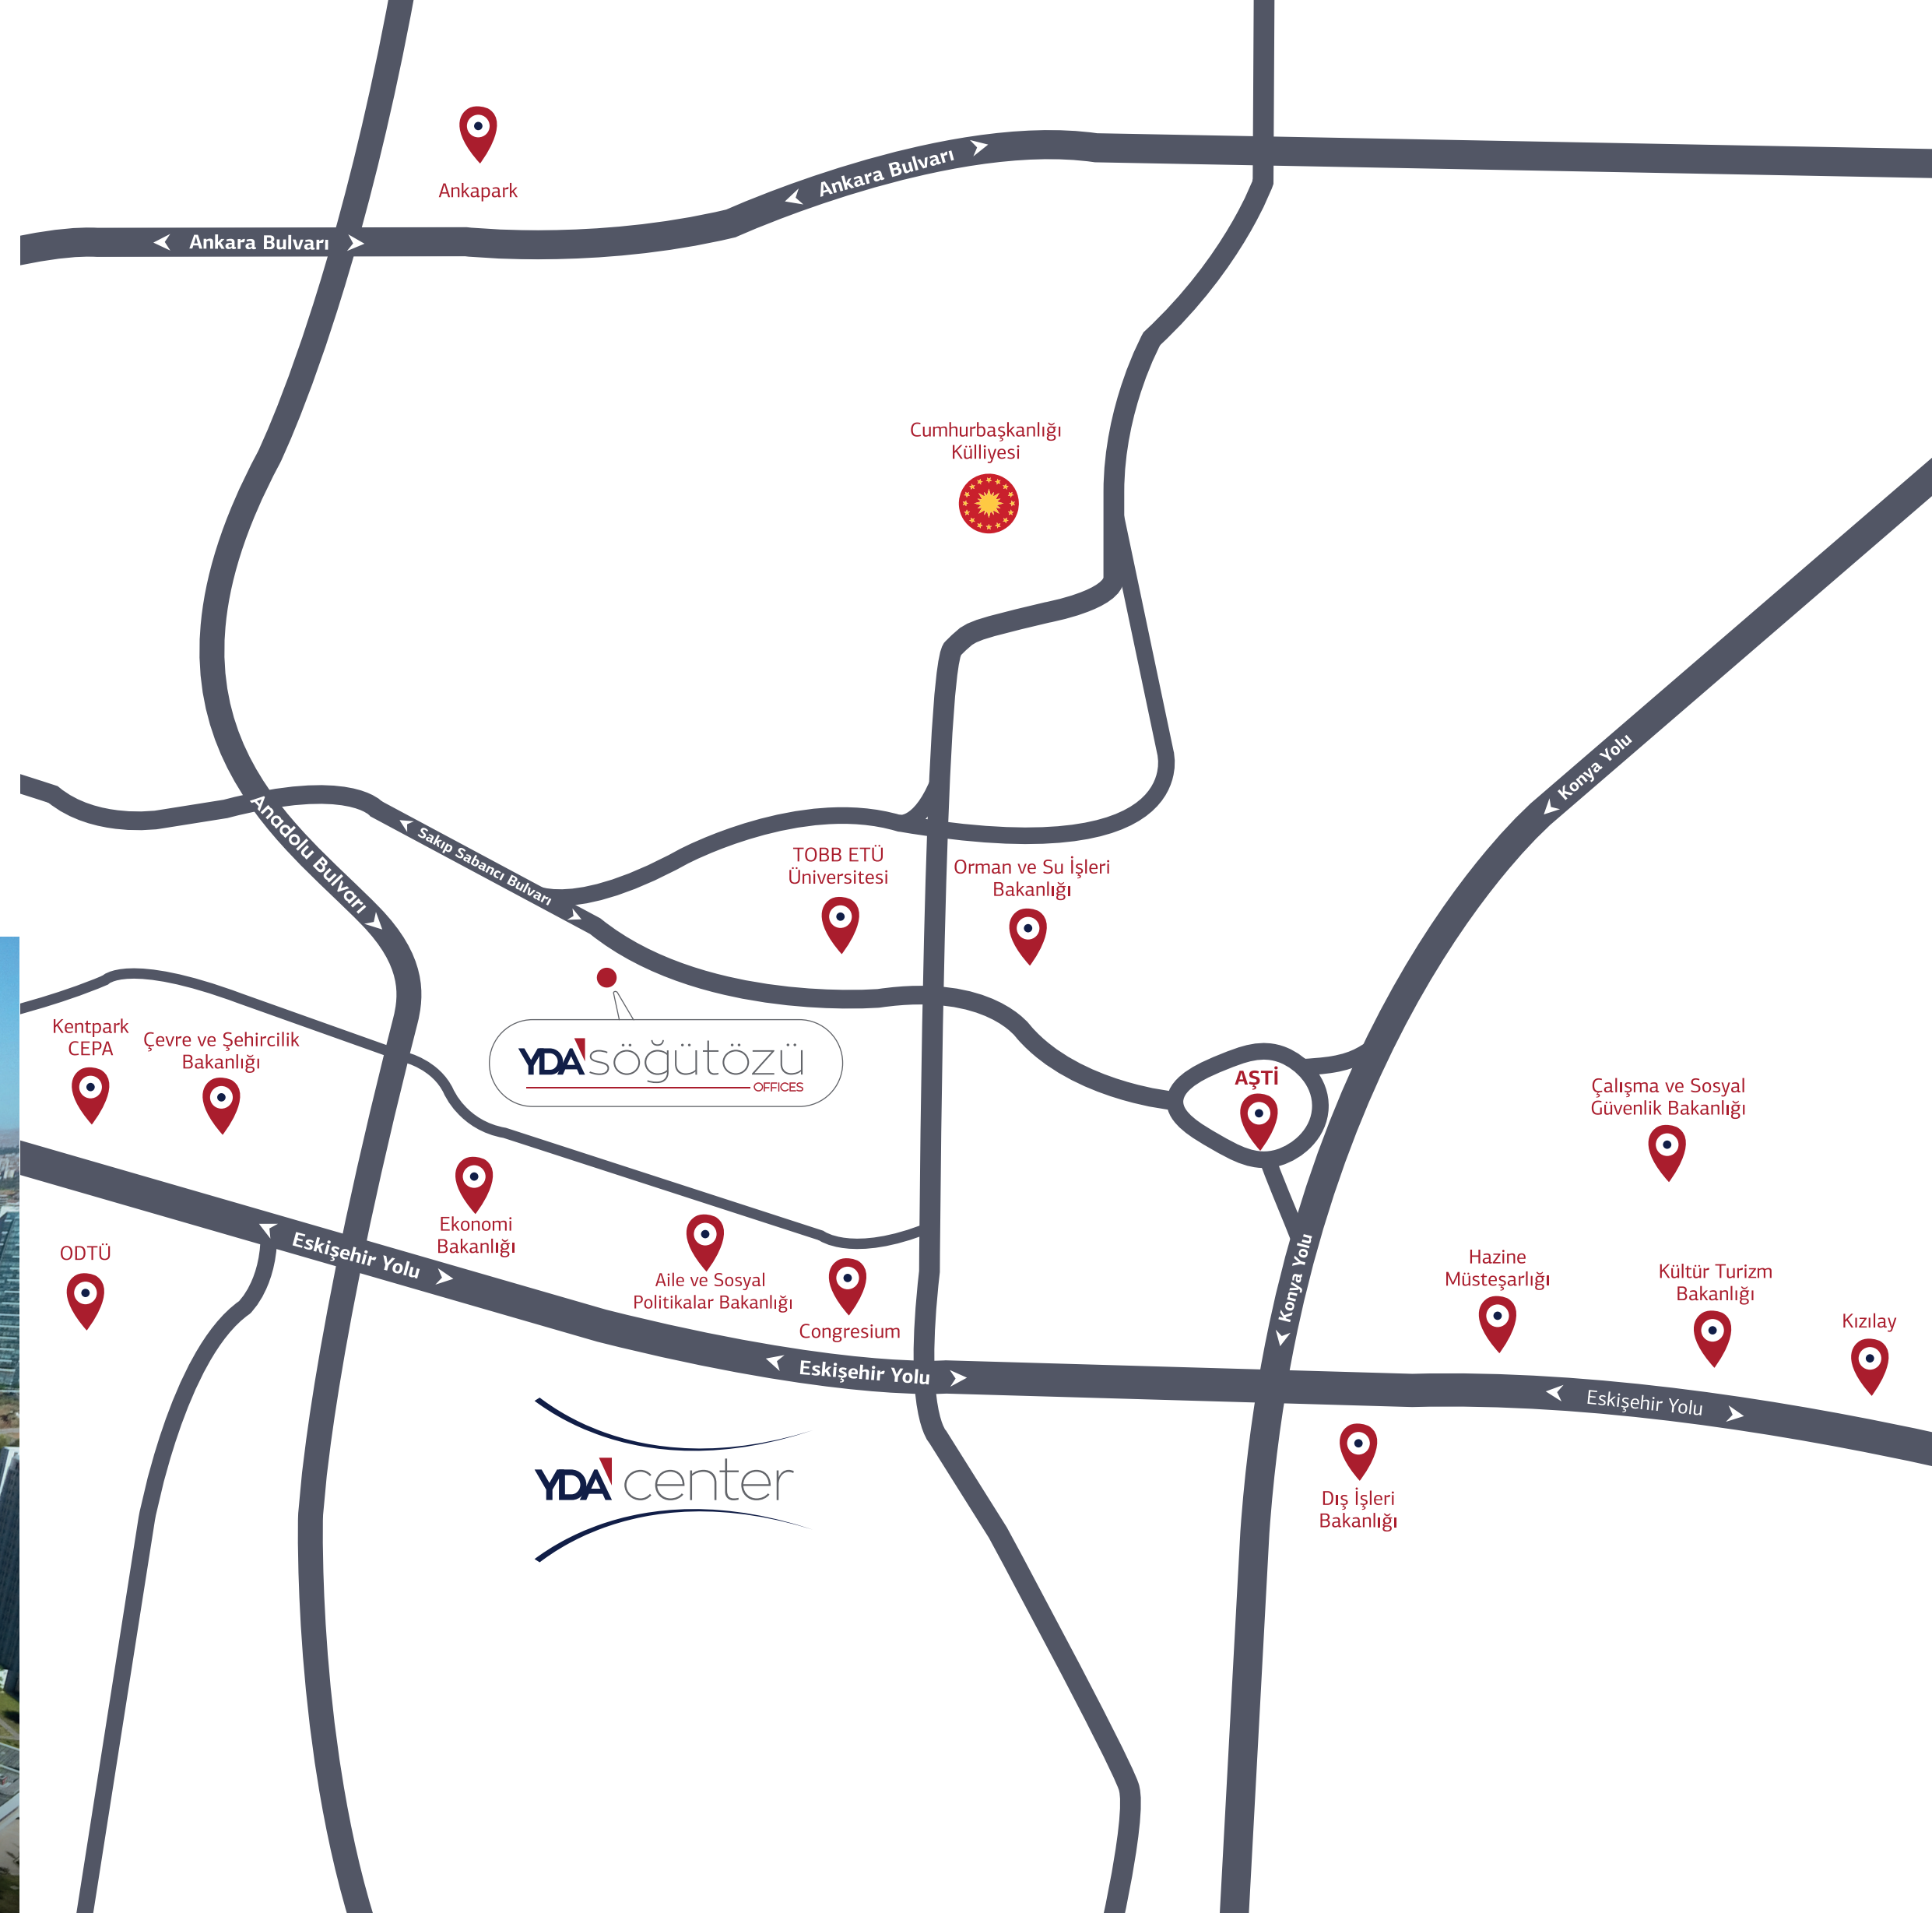 Ankapark
Ankara Bulvarı
Ankara Bulvarı
Cumhurbaşkanlığı
Külliyesi
Konya Yolu
Anadolu Bulvarı
Sakıp Sabancı Bulvarı
TOBB ETÜ
Üniversitesi
Orman ve Su İşleri
Bakanlığı
Kentpark
CEPA
Çevre ve Şehircilik
Bakanlığı
YDA söğütözü
OFFICES
AŞTİ
Çalışma ve Sosyal
Güvenlik Bakanlığı
ODTÜ
Eskişehir Yolu
Ekonomi
Bakanlığı
Aile ve Sosyal
Politikalar Bakanlığı
Congresium
Konya Yolu
Hazine
Müsteşarlığı
Kültür Turizm
Bakanlığı
Kızılay
Eskişehir Yolu
Eskişehir Yolu
YDA center
Dış İşleri
Bakanlığı